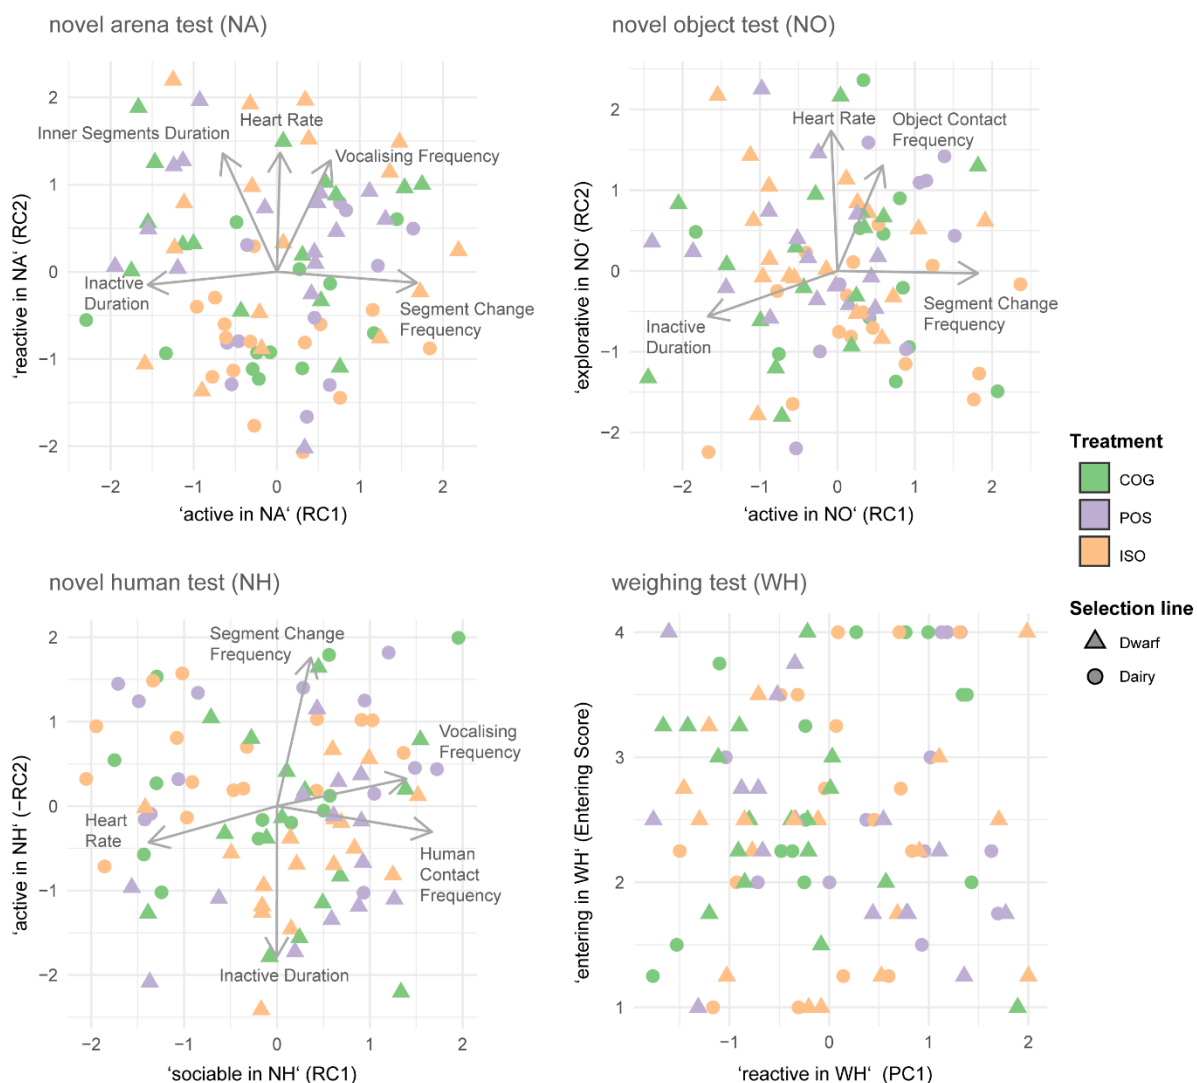 novel arena test (NA)
2
1
0
−1
−2
−2
−1
0
1
2
'reactive in NA' (RC2)
'active in NA' (RC1)
Inner Segments Duration
Heart Rate
Vocalising Frequency
Inactive
Duration
Segment Change
Frequency
novel object test (NO)
2
1
0
−1
−2
−2
−1
0
1
2
'explorative in NO' (RC2)
'active in NO' (RC1)
Heart Rate
Object Contact
Frequency
Segment Change
Frequency
Inactive
Duration
Treatment
COG
POS
ISO
Selection line
Dwarf
Dairy
novel human test (NH)
2
1
0
−1
−2
−2
−1
0
1
2
'active in NH' (−RC2)
'sociable in NH' (RC1)
Segment Change
Frequency
Vocalising
Frequency
Heart
Rate
Human
Contact
Frequency
Inactive Duration
weighing test (WH)
4
3
2
1
−1
0
1
2
'entering in WH' (Entering Score)
'reactive in WH' (PC1)